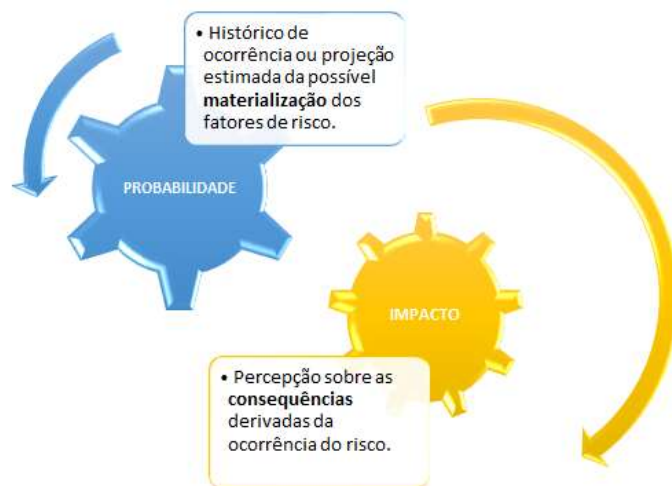 • Histórico de
ocorrência ou projeção
estimada da possível
materialização dos
fatores de risco.
PROBABILIDADE
IMPACTO
• Percepção sobre as
consequências
derivadas da
ocorrência do risco.